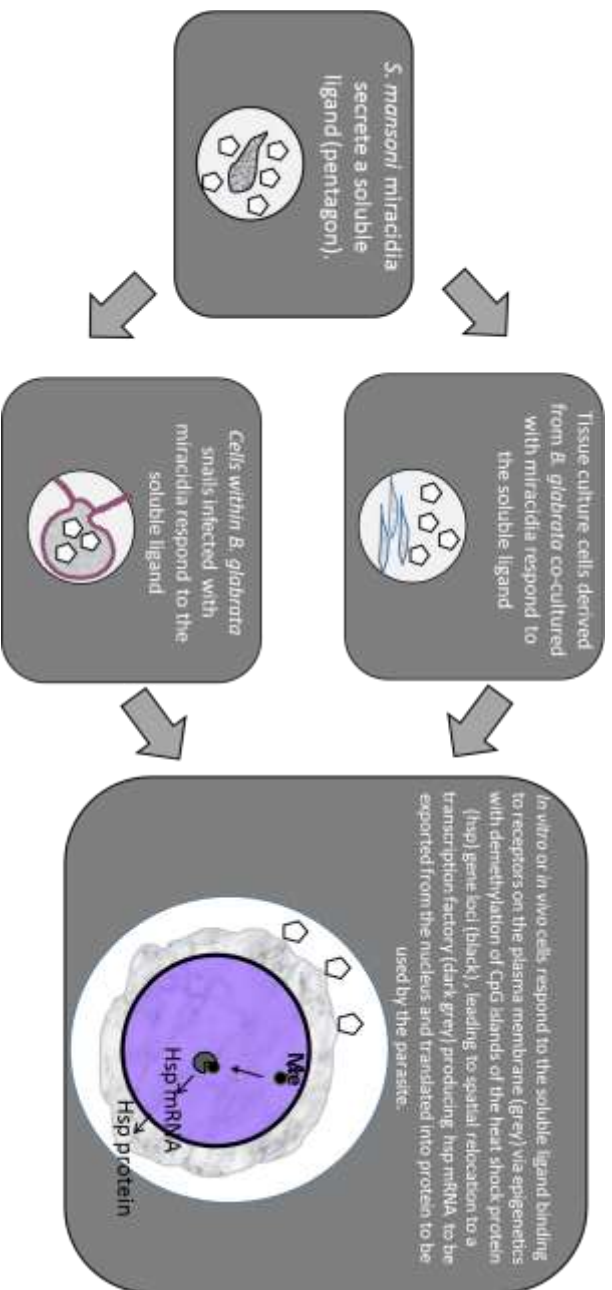 S. mansoni miracidia
secrete a soluble
ligand (pentagon).
Tissue culture cells derived
from B. glabrata co-cultured
with miracidia respond to
the soluble ligand
Cells within B. glabrata
snails infected with
miracidia respond to the
soluble ligand
In vitro or in vivo cells respond to the soluble ligand binding
to receptors on the plasma membrane (grey) via epigenetics
with demethylation of CpG islands of the heat shock protein
(hsp) gene loci (black), leading to spatial relocation to a
transcription factory (dark grey) producing hsp mRNA to be
exported from the nucleus and translated into protein to be
used by the parasite.
Hsp mRNA
Hsp protein